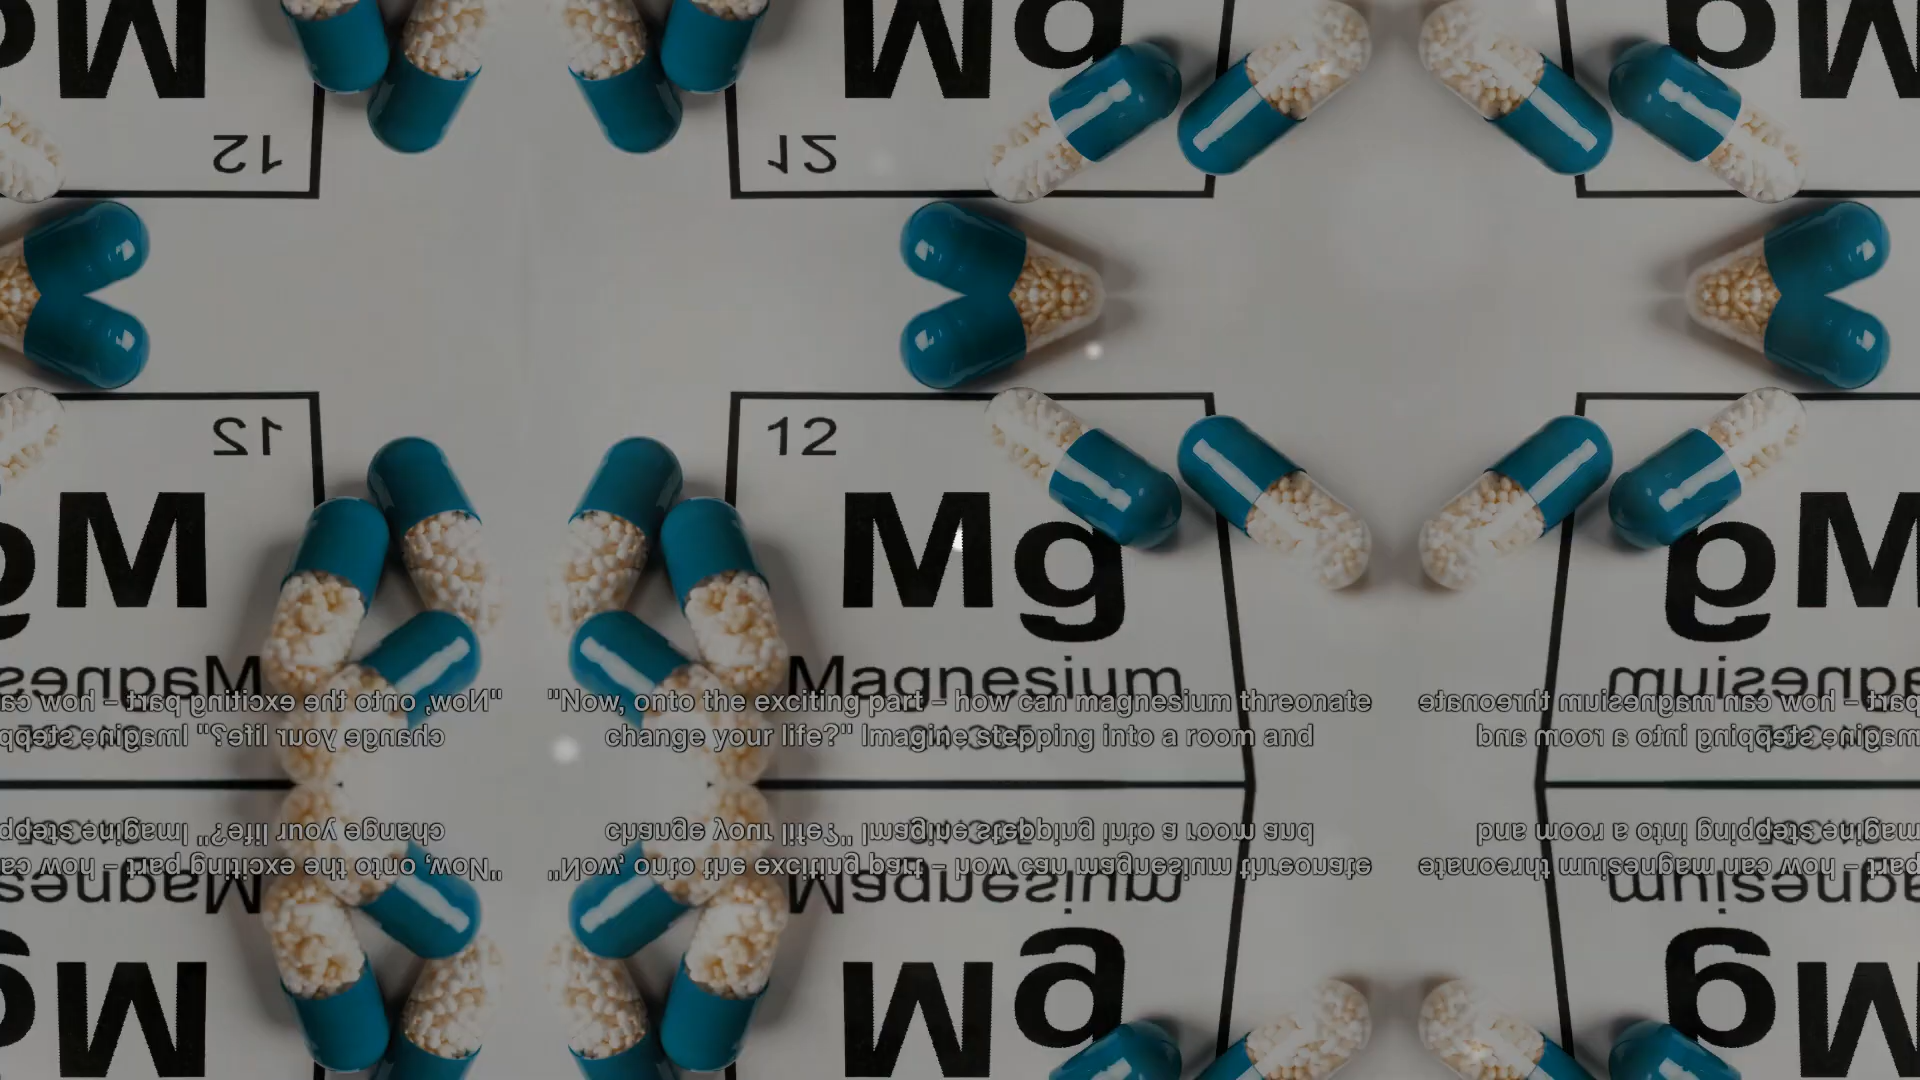 12
Mg
Magnesium
"Now, onto the exciting part – how can magnesium threonate
change your life?" Imagine stepping into a room and